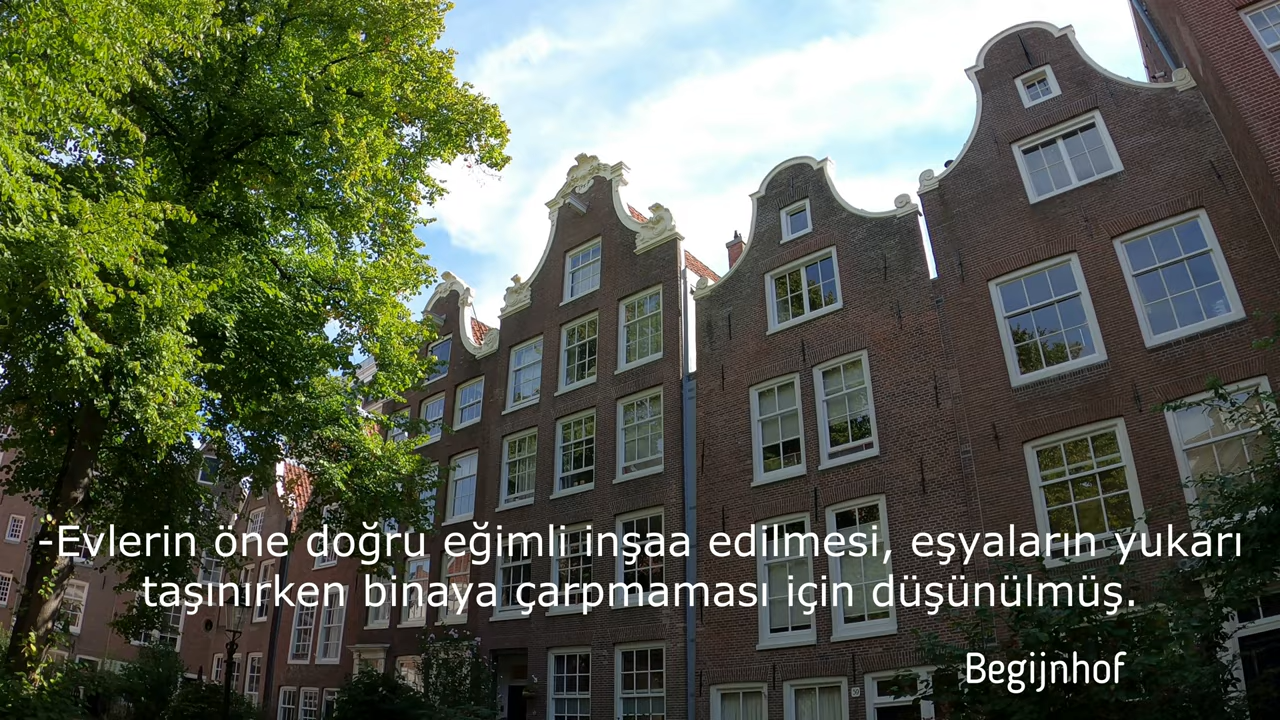 -Evlerin öne doğru eğimli inşaa edilmesi, eşyaların yukarı
taşınırken binaya çarpmaması için düşünülmüş.
Begijnhof